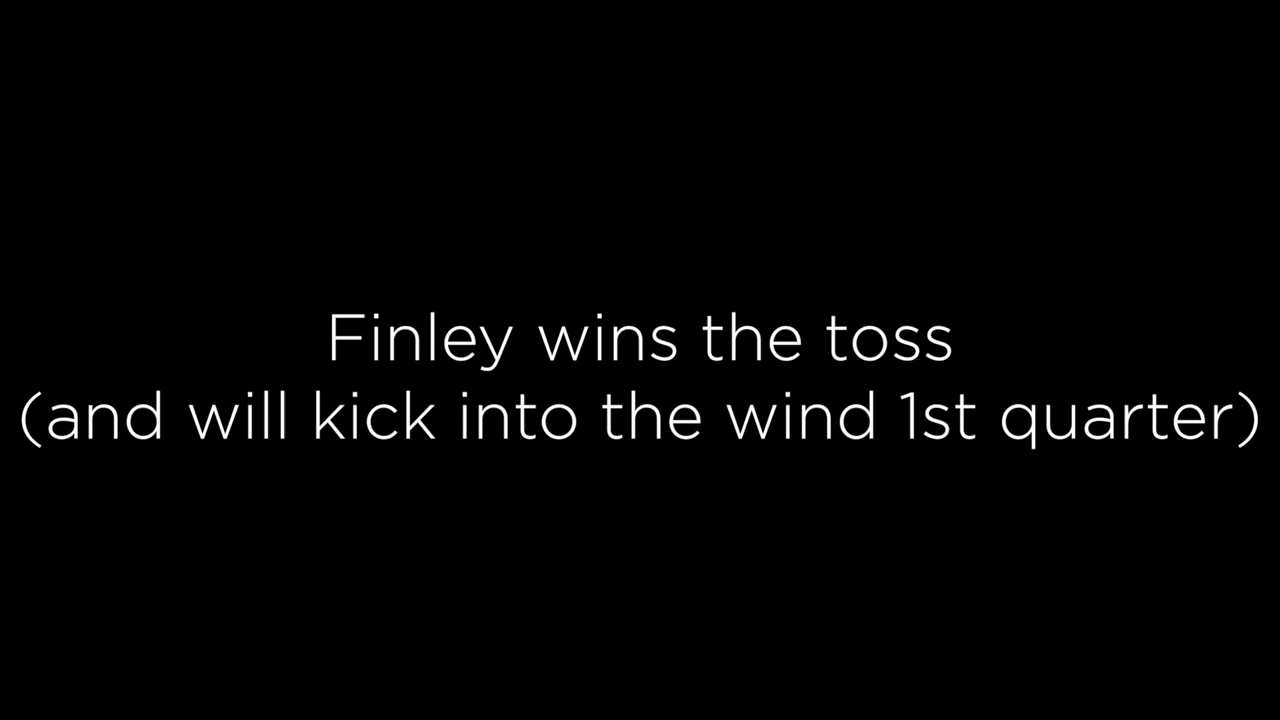 Finley wins the toss
(and will kick into the wind 1st quarter)